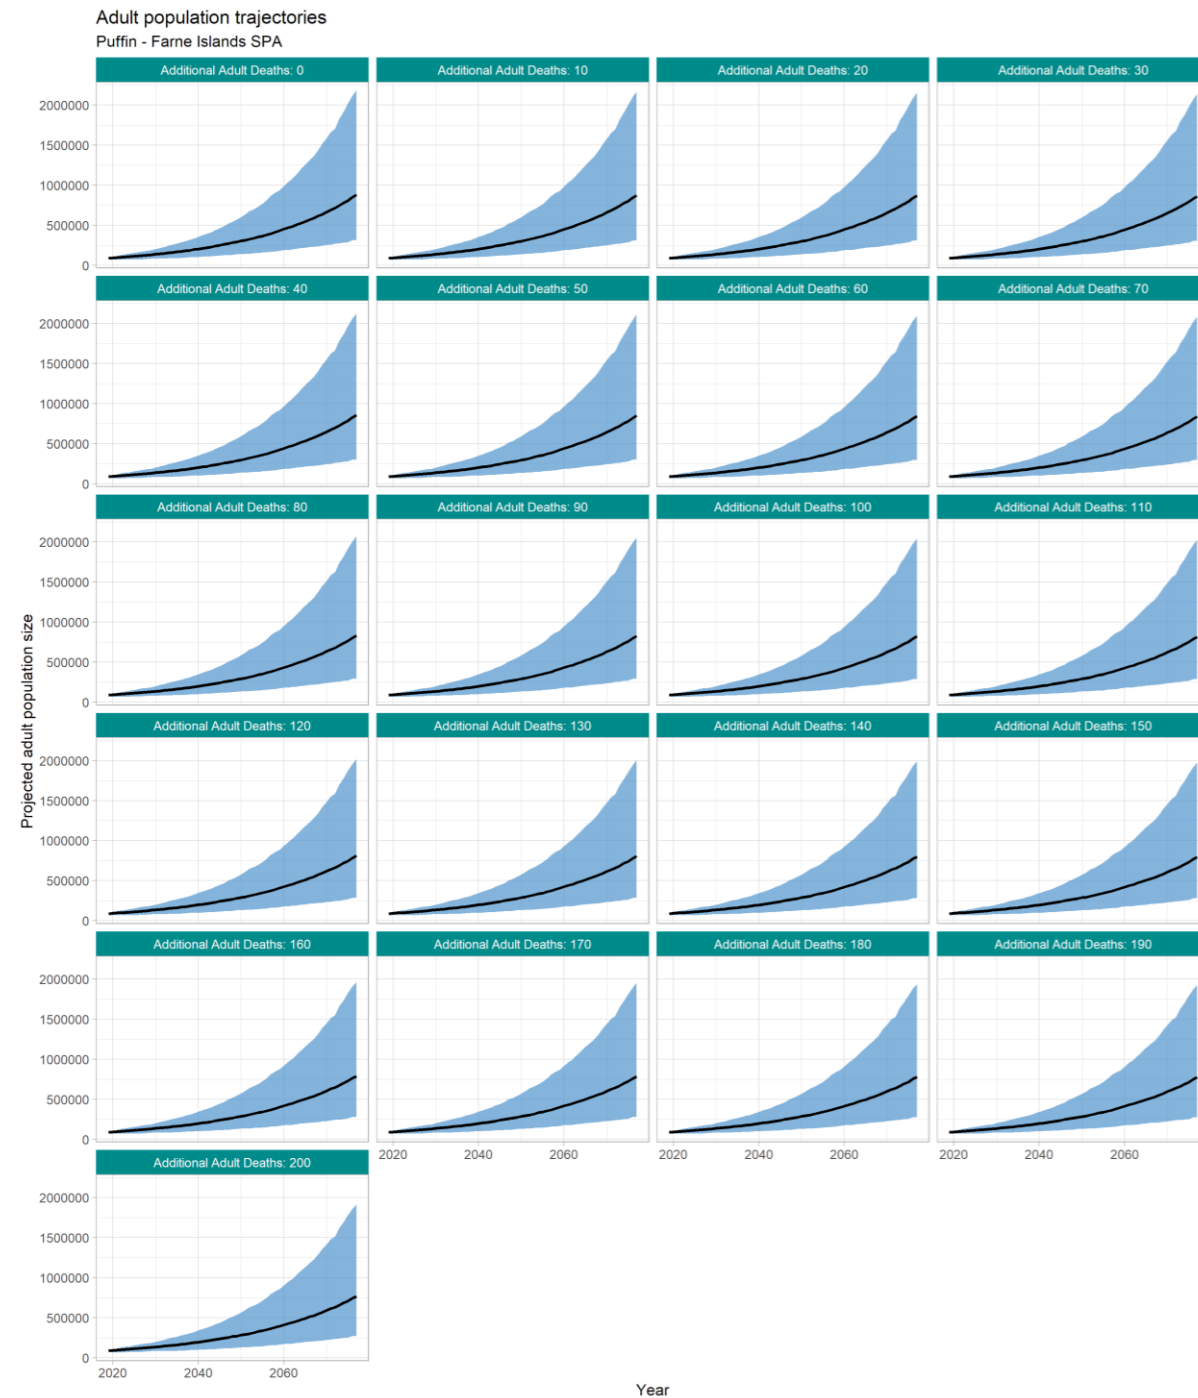 Adult population trajectories
Puffin - Farne Islands SPA
Additional Adult Deaths: 0
Additional Adult Deaths: 10
Additional Adult Deaths: 20
Additional Adult Deaths: 30
2000000
1500000
1000000
500000
0
Additional Adult Deaths: 40
Additional Adult Deaths: 50
Additional Adult Deaths: 60
Additional Adult Deaths: 70
2000000
1500000
1000000
500000
0
Additional Adult Deaths: 80
Additional Adult Deaths: 90
Additional Adult Deaths: 100
Additional Adult Deaths: 110
2000000
1500000
1000000
500000
0
Projected adult population size
Additional Adult Deaths: 120
Additional Adult Deaths: 130
Additional Adult Deaths: 140
Additional Adult Deaths: 150
2000000
1500000
1000000
500000
0
Additional Adult Deaths: 160
Additional Adult Deaths: 170
Additional Adult Deaths: 180
Additional Adult Deaths: 190
2000000
1500000
1000000
500000
0
2020 2040 2060
2020 2040 2060
2020 2040 2060
Additional Adult Deaths: 200
2000000
1500000
1000000
500000
0
2020 2040 2060
Year